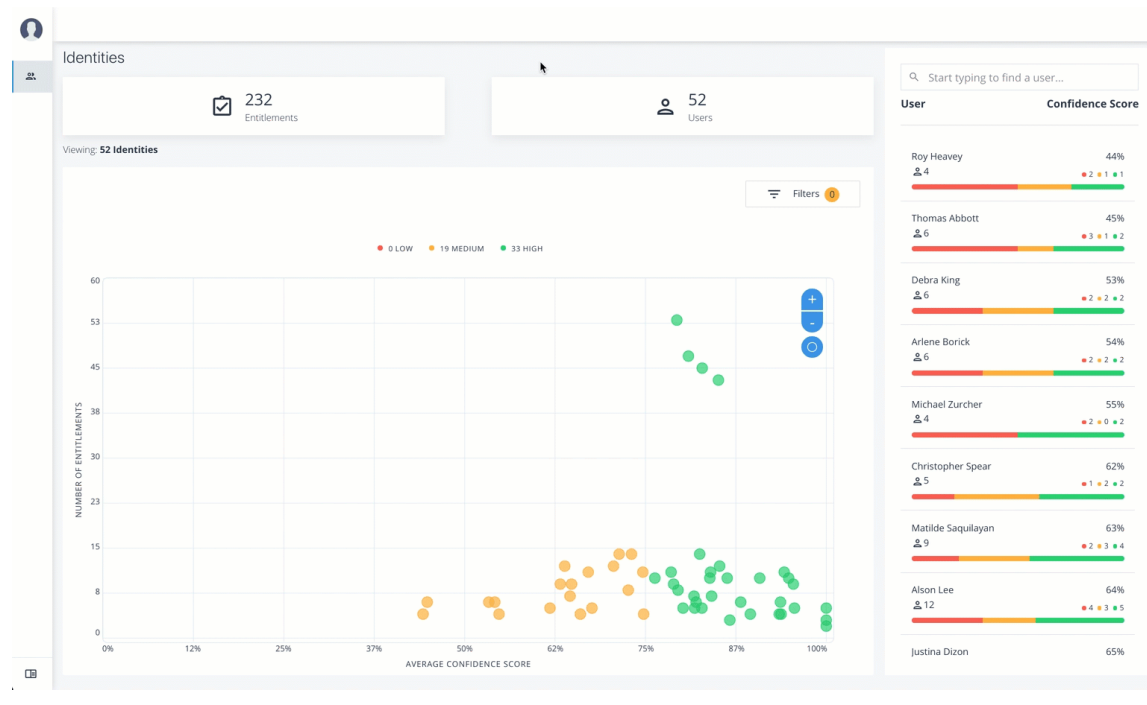 Identities
232
Entitlements
52
Users
Viewing: 52 Identities
Filters 0
0 LOW 19 MEDIUM 33 HIGH
NUMBER OF ENTITLEMENTS
60
53
45
38
30
23
15
8
0
+
-
0% 12% 25% 37% 50% 62% 75% 87% 100%
AVERAGE CONFIDENCE SCORE
Start typing to find a user...
User Confidence Score
Roy Heavey 44%
4 2 1 1
Thomas Abbott 45%
6 3 1 2
Debra King 53%
6 2 2 2
Arlene Borick 54%
6 2 2 2
Michael Zurcher 55%
4 2 0 2
Christopher Spear 62%
5 1 2 2
Matilde Saquilayan 63%
9 2 3 4
Alson Lee 64%
12 4 3 5
Justina Dizon 65%